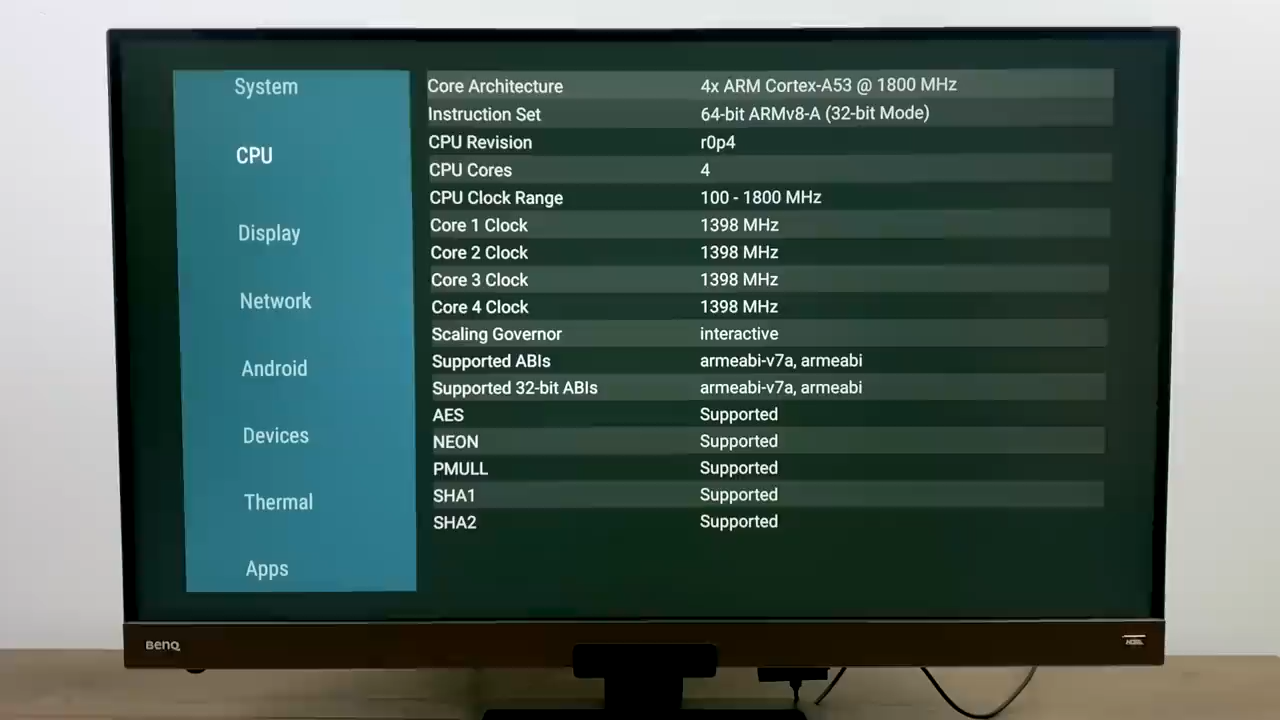 System
CPU
Display
Network
Android
Devices
Thermal
Apps
Core Architecture 4x ARM Cortex-A53 @ 1800 MHz
Instruction Set 64-bit ARMv8-A (32-bit Mode)
CPU Revision r0p4
CPU Cores 4
CPU Clock Range 100 - 1800 MHz
Core 1 Clock 1398 MHz
Core 2 Clock 1398 MHz
Core 3 Clock 1398 MHz
Core 4 Clock 1398 MHz
Scaling Governor interactive
Supported ABIs armeabi-v7a, armeabi
Supported 32-bit ABIs armeabi-v7a, armeabi
AES Supported
NEON Supported
PMULL Supported
SHA1 Supported
SHA2 Supported
BenQ